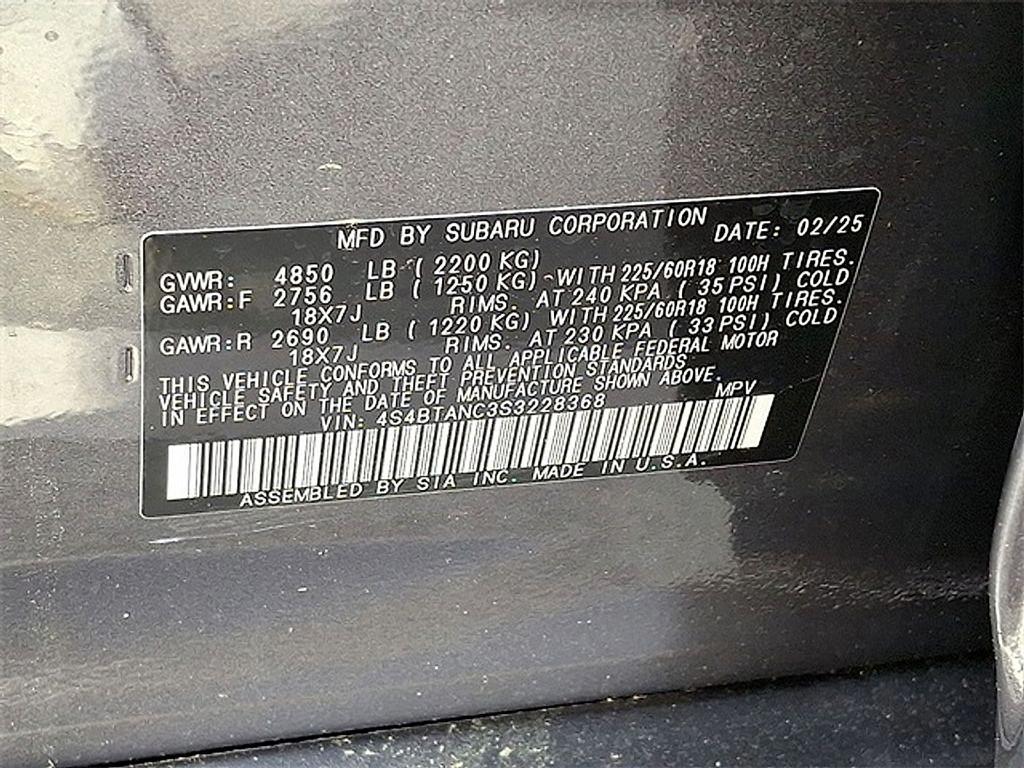 MFD BY SUBARU CORPORATION DATE: 02/25
GVWR: 4850 LB ( 2200 KG)
GAWR:F 2756 LB ( 1250 KG) WITH 225/60R18 100H TIRES.
18X7J RIMS. AT 240 KPA ( 35 PSI) COLD
GAWR:R 2690 LB ( 1220 KG) WITH 225/60R18 100H TIRES.
18X7J RIMS. AT 230 KPA ( 33 PSI) COLD
THIS VEHICLE CONFORMS TO ALL APPLICABLE FEDERAL MOTOR
VEHICLE SAFETY AND THEFT PREVENTION STANDARDS
IN EFFECT ON THE DATE OF MANUFACTURE SHOWN ABOVE.
VIN: 4S4BTANC3S3228368 MPV
ASSEMBLED BY SIA INC. MADE IN U.S.A.